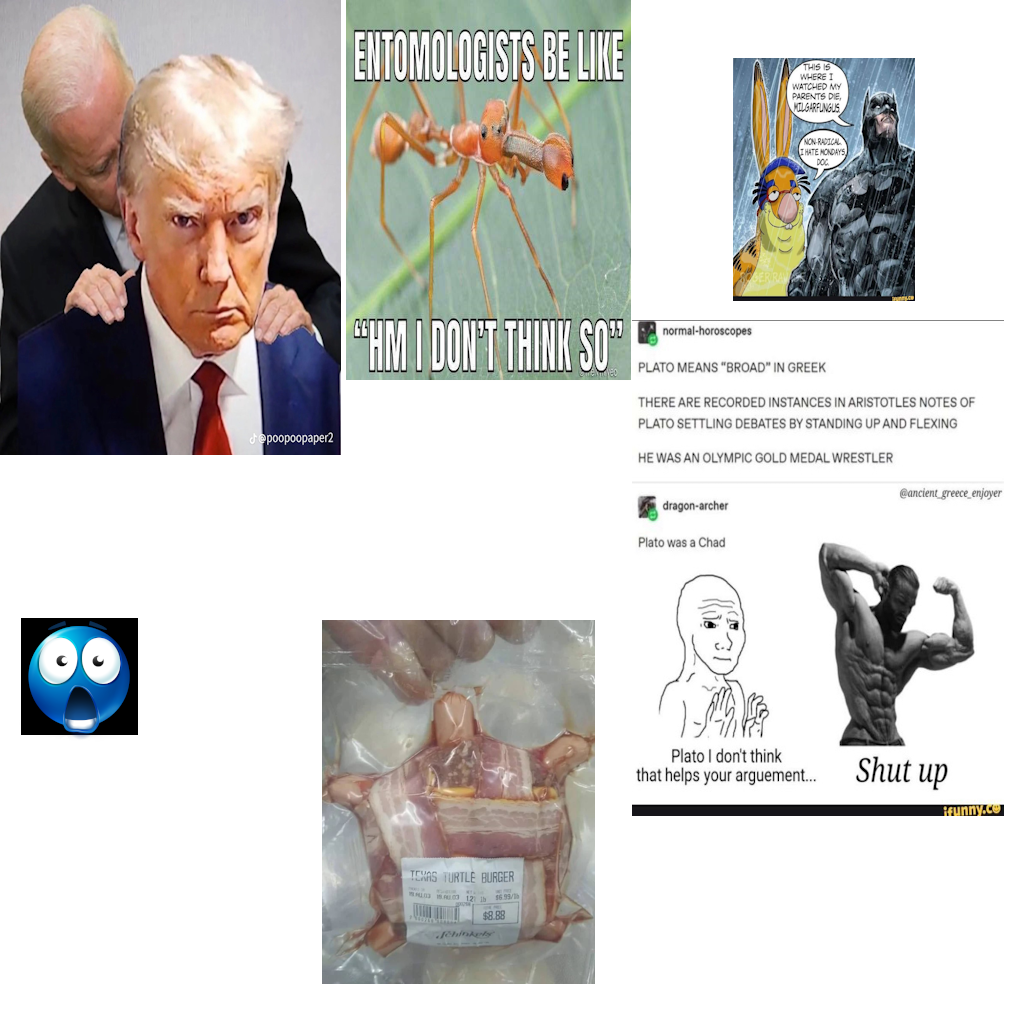 @poopoopaper2
ENTOMOLOGISTS BE LIKE
"HM I DON'T THINK SO"
THIS IS
WHERE I
WATCHED MY
PARENTS DIE,
MILGARFUNGUS.
NON-RADICAL.
I HATE MONDAYS,
DOC.
normal-horoscopes
PLATO MEANS "BROAD" IN GREEK
THERE ARE RECORDED INSTANCES IN ARISTOTLES NOTES OF
PLATO SETTLING DEBATES BY STANDING UP AND FLEXING
HE WAS AN OLYMPIC GOLD MEDAL WRESTLER
@ancient_greece_enjoyer
dragon-archer
Plato was a Chad
Plato I don't think
that helps your arguement...
Shut up
ifunny.co
TEXAS TURTLE BURGER
$8.88